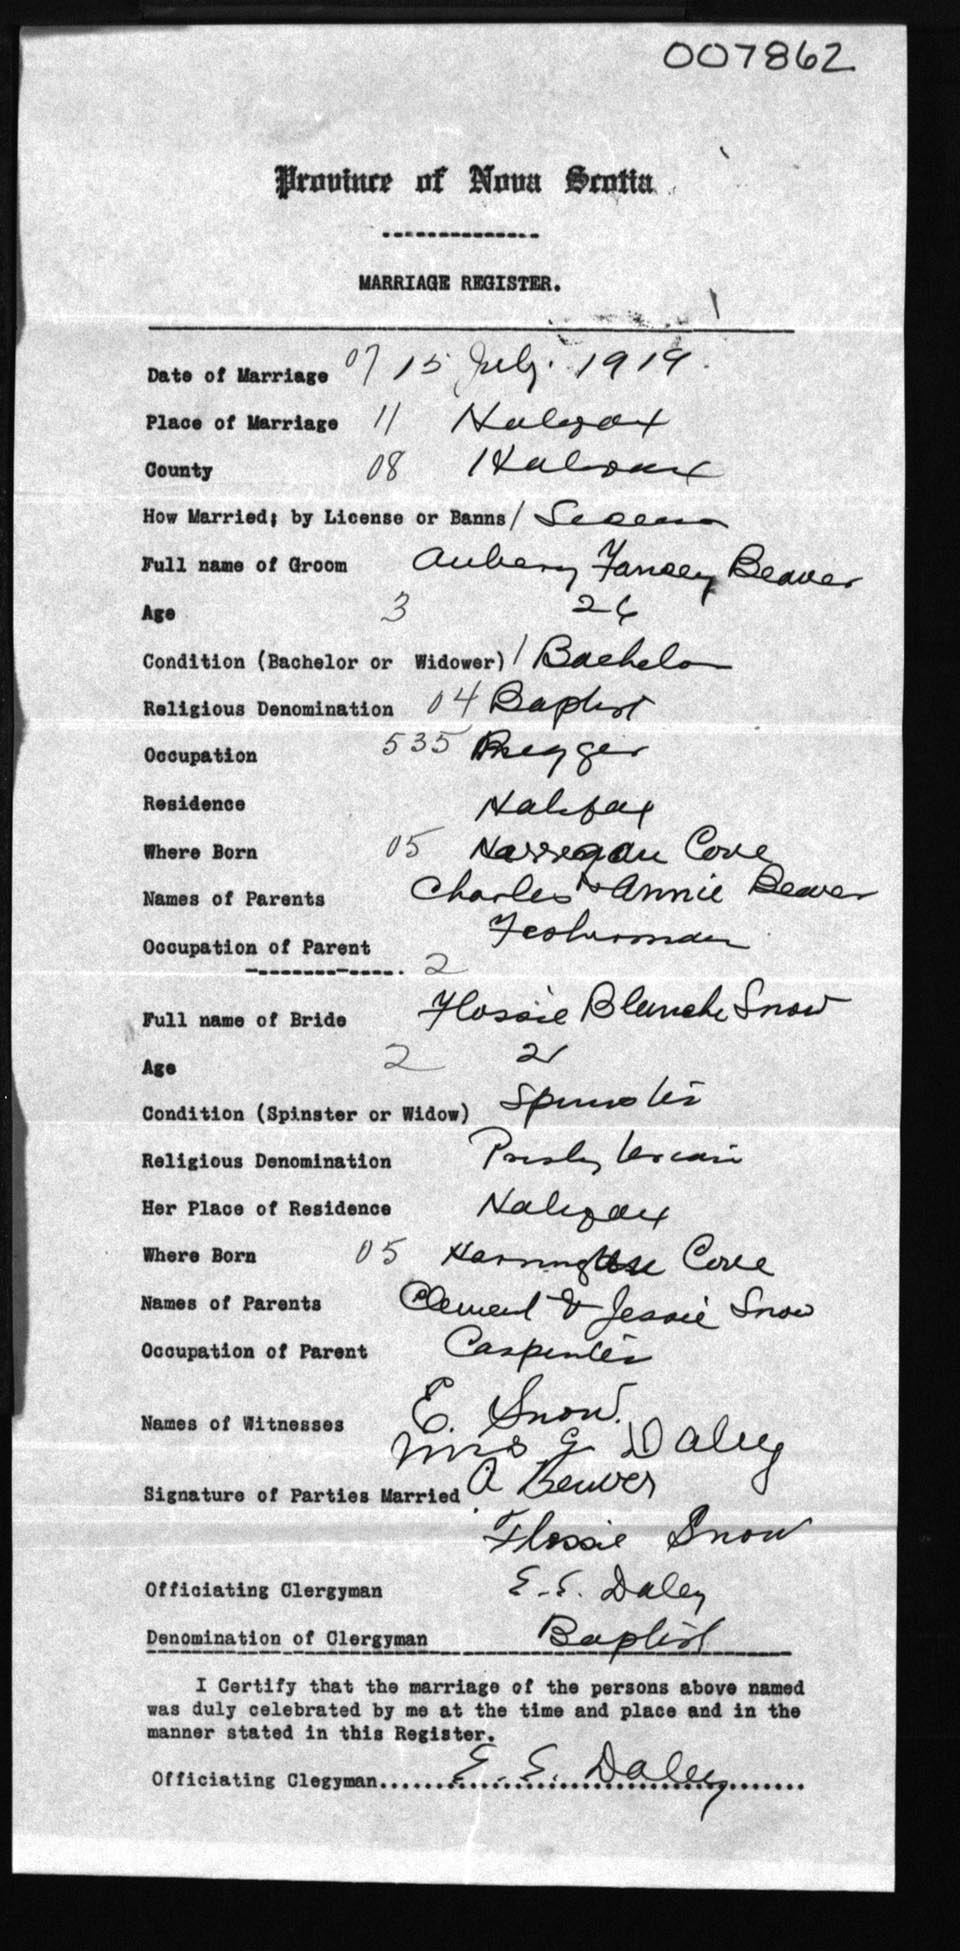 007862
Province of Nova Scotia
MARRIAGE REGISTER.
Date of Marriage 07 15 July. 1919.
Place of Marriage 11 Halifax
County 08 Halifax
How Married; by License or Banns / License
Full name of Groom Aubery Beaver
Age 3 26
Condition (Bachelor or Widower) / Bachelor
Religious Denomination 04 Baptist
Occupation 535
Residence Halifax
Where Born 05 Cove
Names of Parents Charles & Annie Beaver
Occupation of Parent Fisherman
2
Full name of Bride Flossie Blanche Snow
Age 2 21
Condition (Spinster or Widow) Spinster
Religious Denomination Presbyterian
Her Place of Residence Halifax
Where Born 05 Cove
Names of Parents Clement & Jessie Snow
Occupation of Parent Carpenter
Names of Witnesses E. Snow.
Mrs G Daley
Signature of Parties Married A Beaver
Flossie Snow
Officiating Clergyman E. E. Daley
Denomination of Clergyman Baptist
I Certify that the marriage of the persons above named
was duly celebrated by me at the time and place and in the
manner stated in this Register.
Officiating Clegyman..... E. E. Daley